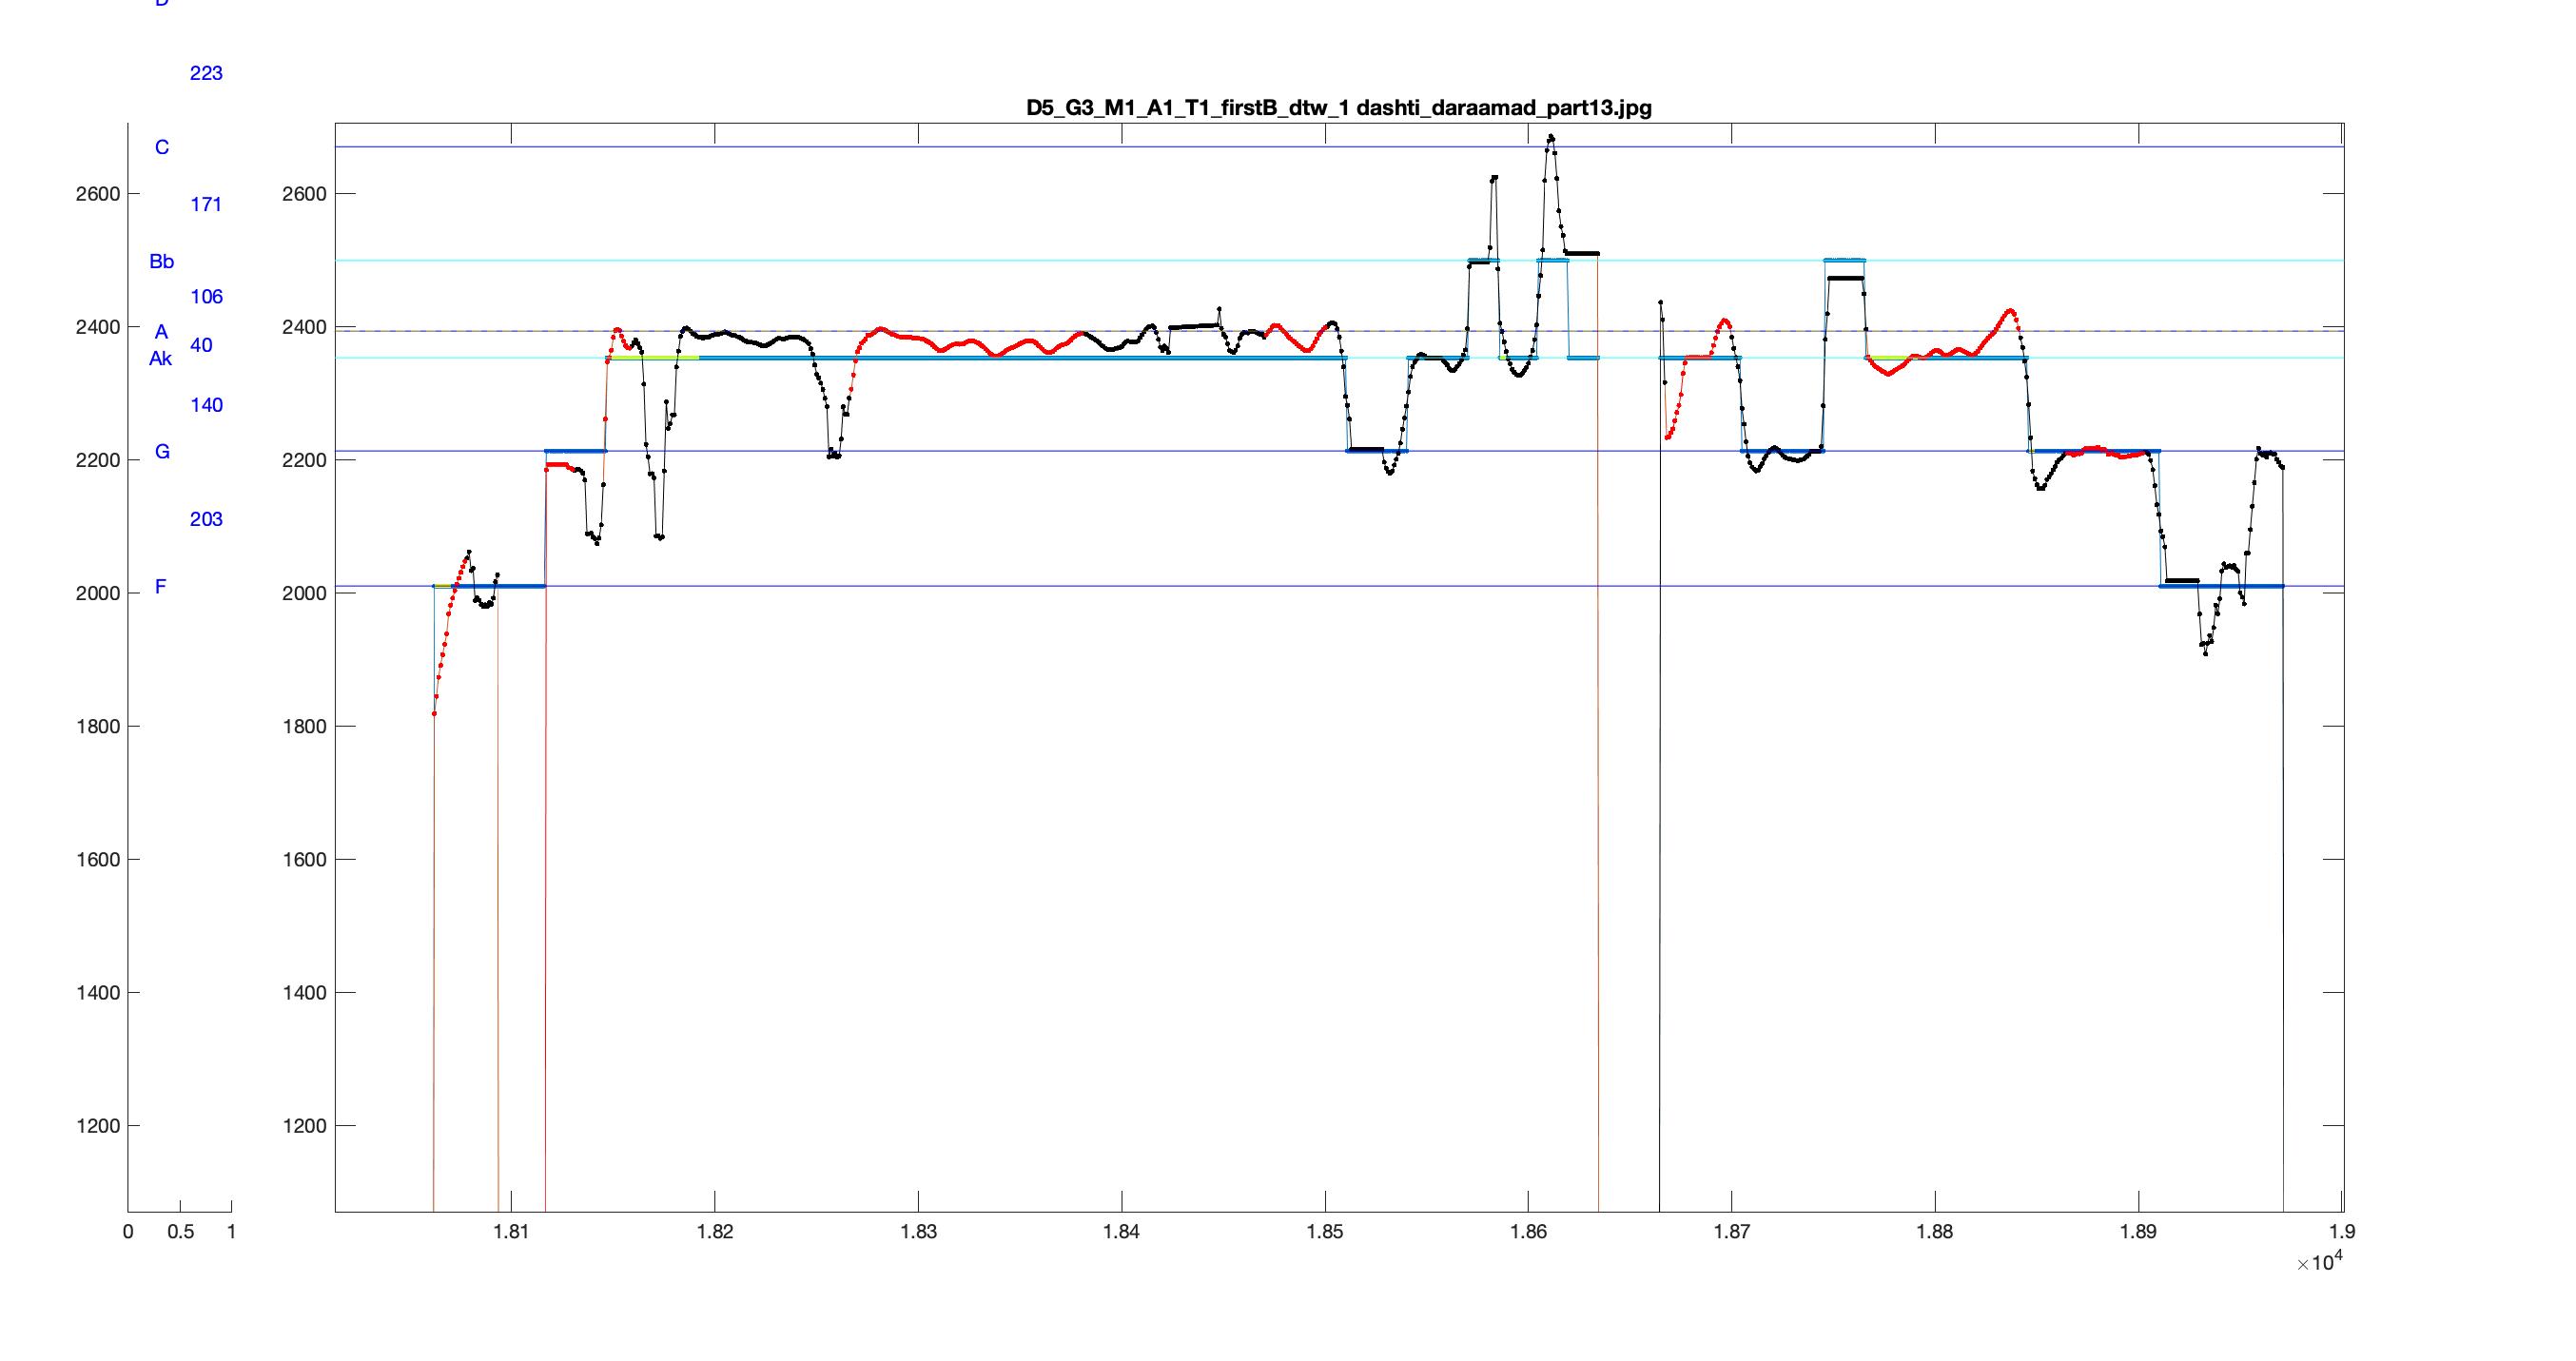 D
223
D5_G3_M1_A1_T1_firstB_dtw_1 dashti_daraamad_part13.jpg
C
2600 2600
171
Bb
106
2400 A 2400
40
Ak
140
G
2200 2200
203
F
2000 2000
1800 1800
1600 1600
1400 1400
1200 1200
0 0.5 1 1.81 1.82 1.83 1.84 1.85 1.86 1.87 1.88 1.89 1.9
×10⁴